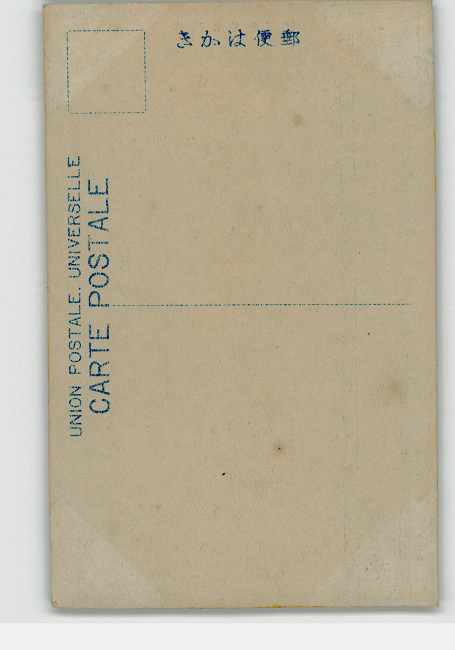 郵便はかき
UNION POSTALE. UNIVERSELLE
CARTE POSTALE